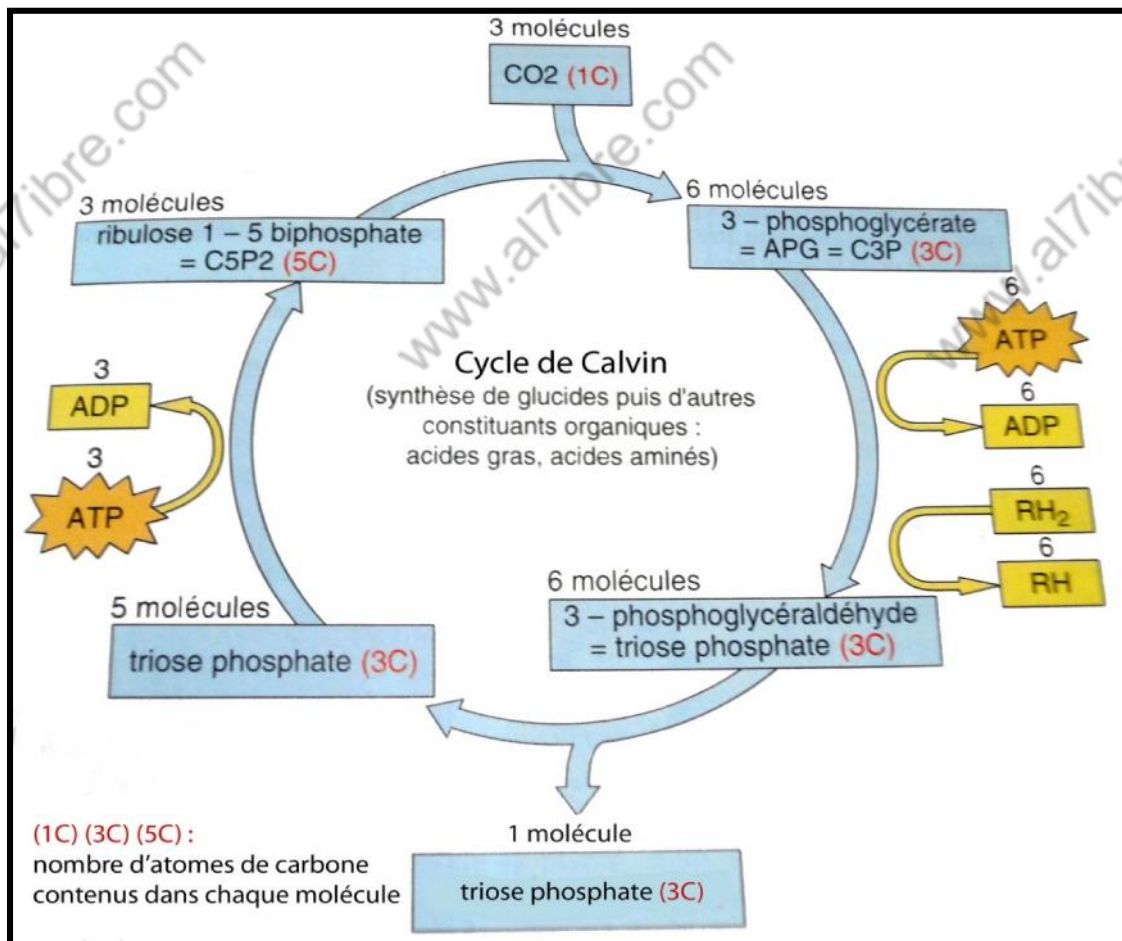 3 molécules
CO2 (1C)
3 molécules
ribulose 1 – 5 biphosphate
= C5P2 (5C)
6 molécules
3 – phosphoglycérate
= APG = C3P (3C)
6
ATP
6
ADP
6
RH₂
6
RH
Cycle de Calvin
(synthèse de glucides puis d'autres
constituants organiques :
acides gras, acides aminés)
3
ADP
3
ATP
5 molécules
triose phosphate (3C)
6 molécules
3 – phosphoglycéraldéhyde
= triose phosphate (3C)
1 molécule
triose phosphate (3C)
(1C) (3C) (5C) :
nombre d'atomes de carbone
contenus dans chaque molécule
al7ibre.com
www.al7ibre.com
www.al7ib